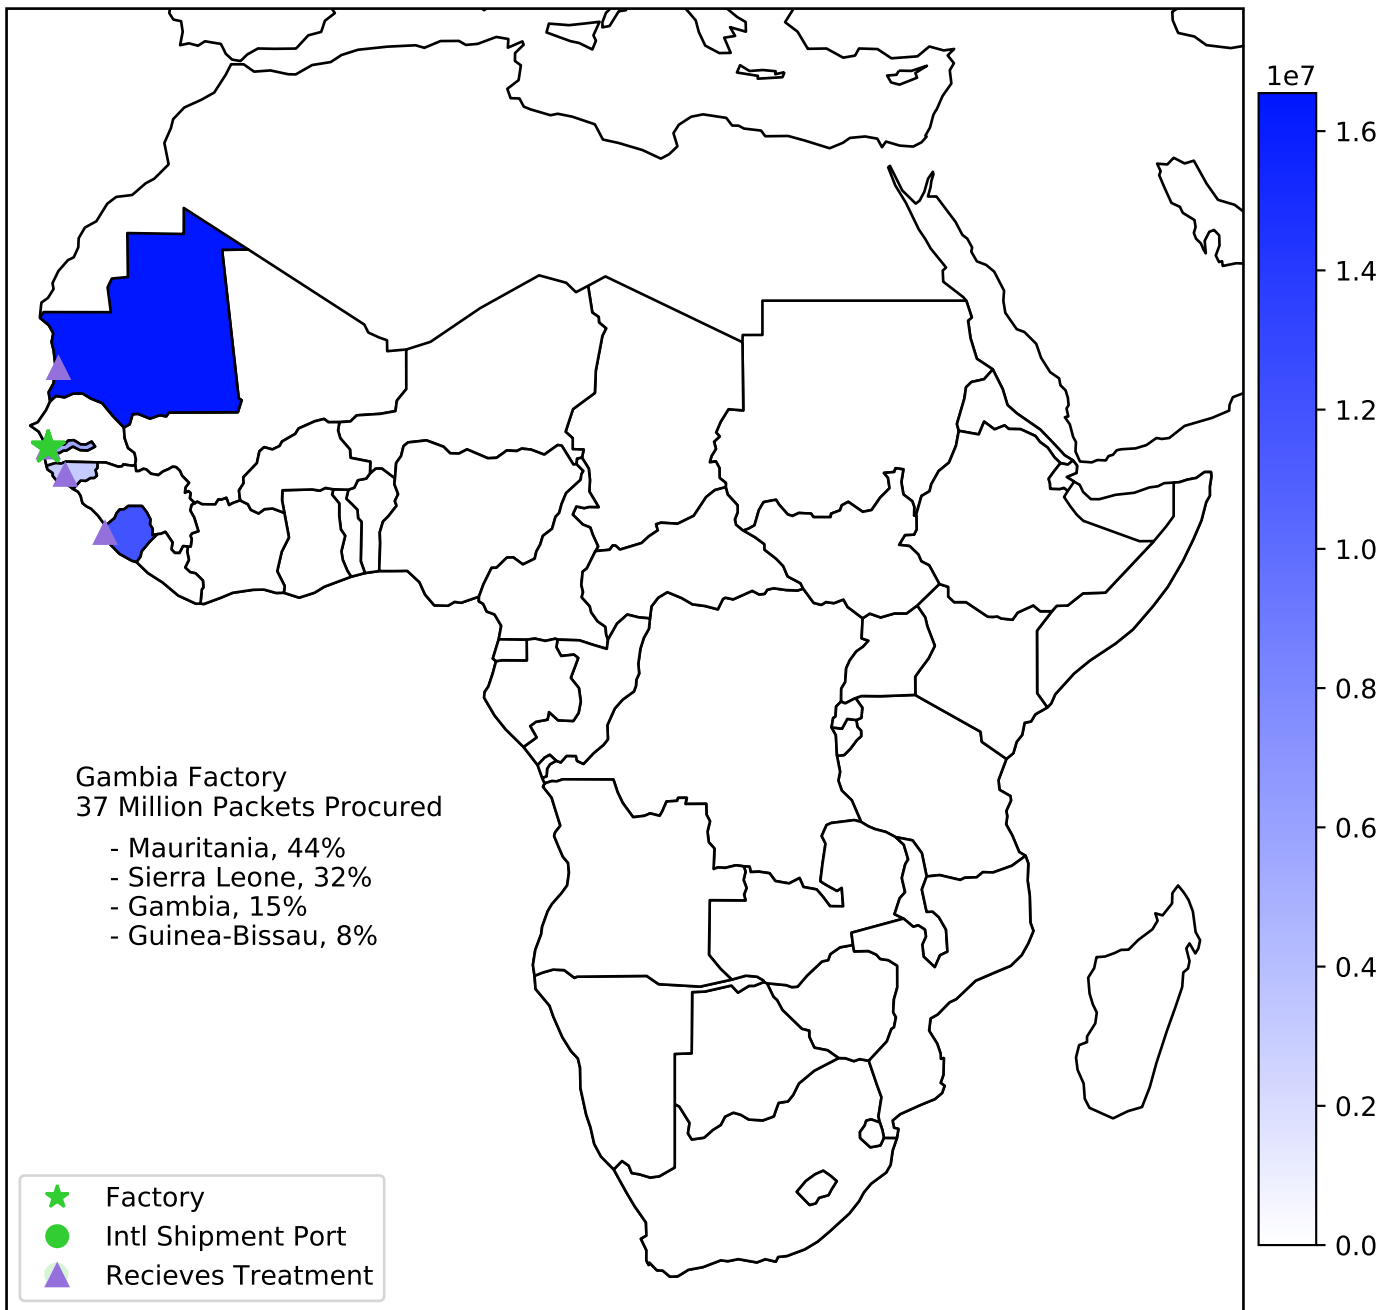 1e7
1.6
1.4
1.2
1.0
0.8
0.6
0.4
0.2
0.0
Gambia Factory
37 Million Packets Procured
- Mauritania, 44%
- Sierra Leone, 32%
- Gambia, 15%
- Guinea-Bissau, 8%
Factory
Intl Shipment Port
Recieves Treatment